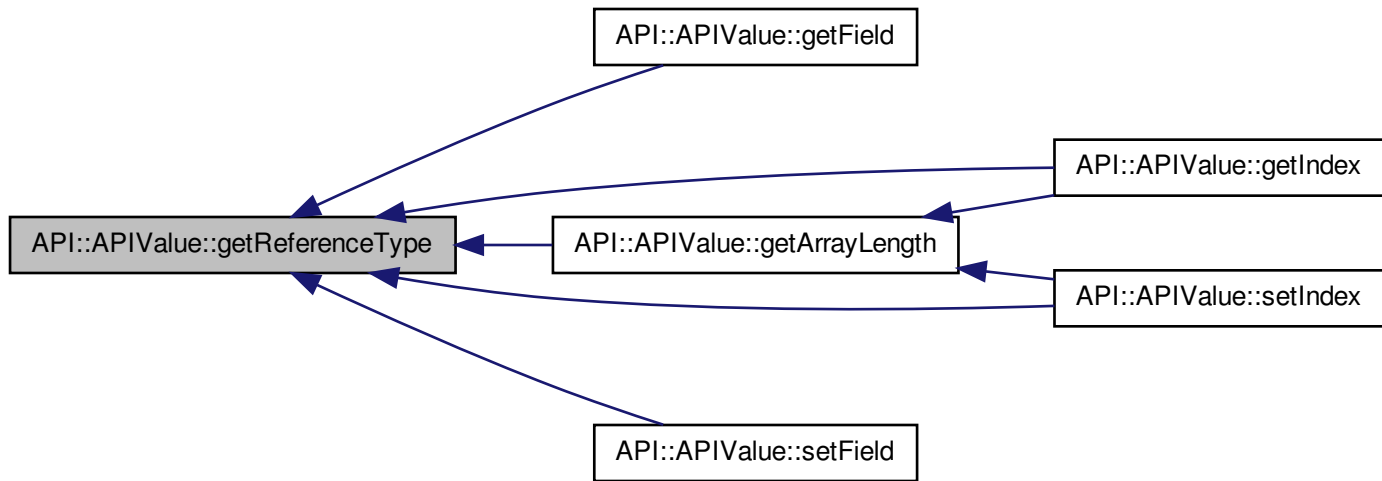 API::APIValue::getField
API::APIValue::getIndex
API::APIValue::getReferenceType
API::APIValue::getArrayLength
API::APIValue::setIndex
API::APIValue::setField